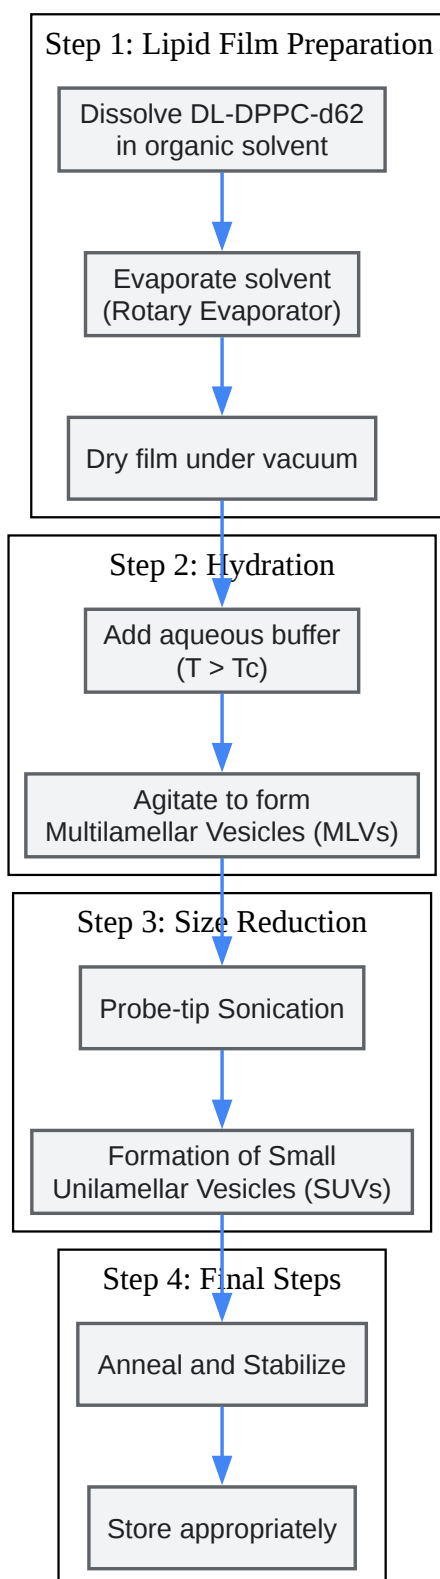 Step 1: Lipid Film Preparation
Dissolve DL-DPPC-d62
in organic solvent
Evaporate solvent
(Rotary Evaporator)
Dry film under vacuum
Step 2: Hydration
Add aqueous buffer
(T > Tc)
Agitate to form
Multilamellar Vesicles (MLVs)
Step 3: Size Reduction
Probe-tip Sonication
Formation of Small
Unilamellar Vesicles (SUVs)
Step 4: Final Steps
Anneal and Stabilize
Store appropriately